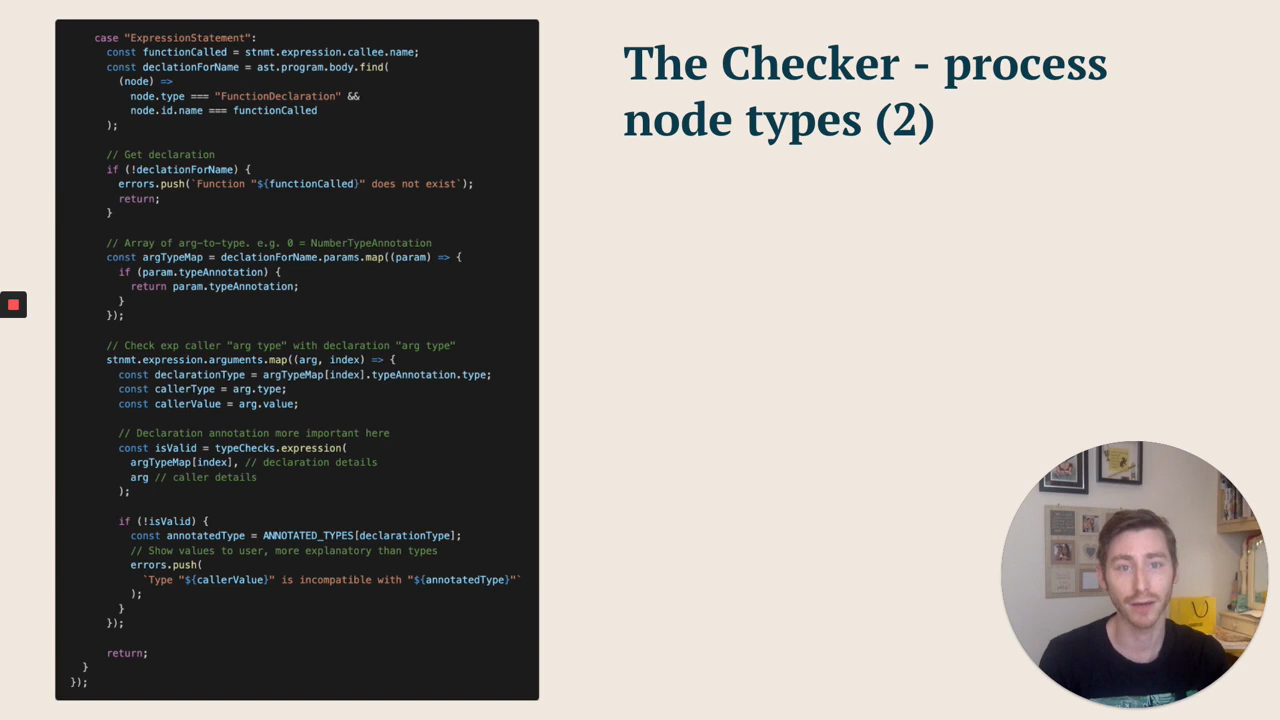 case "ExpressionStatement":
const functionCalled = stnmt.expression.callee.name;
const declationForName = ast.program.body.find(
(node) =>
node.type === "FunctionDeclaration" &&
node.id.name === functionCalled
);
// Get declaration
if (!declationForName) {
errors.push(`Function "${functionCalled}" does not exist`);
return;
}
// Array of arg-to-type. e.g. 0 = NumberTypeAnnotation
const argTypeMap = declationForName.params.map((param) => {
if (param.typeAnnotation) {
return param.typeAnnotation;
}
});
// Check exp caller "arg type" with declaration "arg type"
stnmt.expression.arguments.map((arg, index) => {
const declarationType = argTypeMap[index].typeAnnotation.type;
const callerType = arg.type;
const callerValue = arg.value;
// Declaration annotation more important here
const isValid = typeChecks.expression(
argTypeMap[index], // declaration details
arg // caller details
);
if (!isValid) {
const annotatedType = ANNOTATED_TYPES[declarationType];
// Show values to user, more explanatory than types
errors.push(
`Type "${callerValue}" is incompatible with "${annotatedType}"`
);
}
});
return;
}
});
The Checker - process
node types (2)